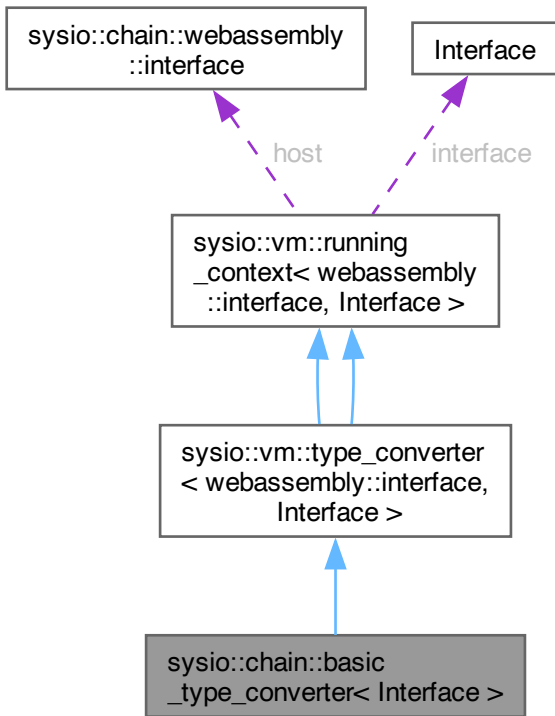 sysio::chain::webassembly
::interface
Interface
host
interface
sysio::vm::running
_context< webassembly
::interface, Interface >
sysio::vm::type_converter
< webassembly::interface,
Interface >
sysio::chain::basic
_type_converter< Interface >